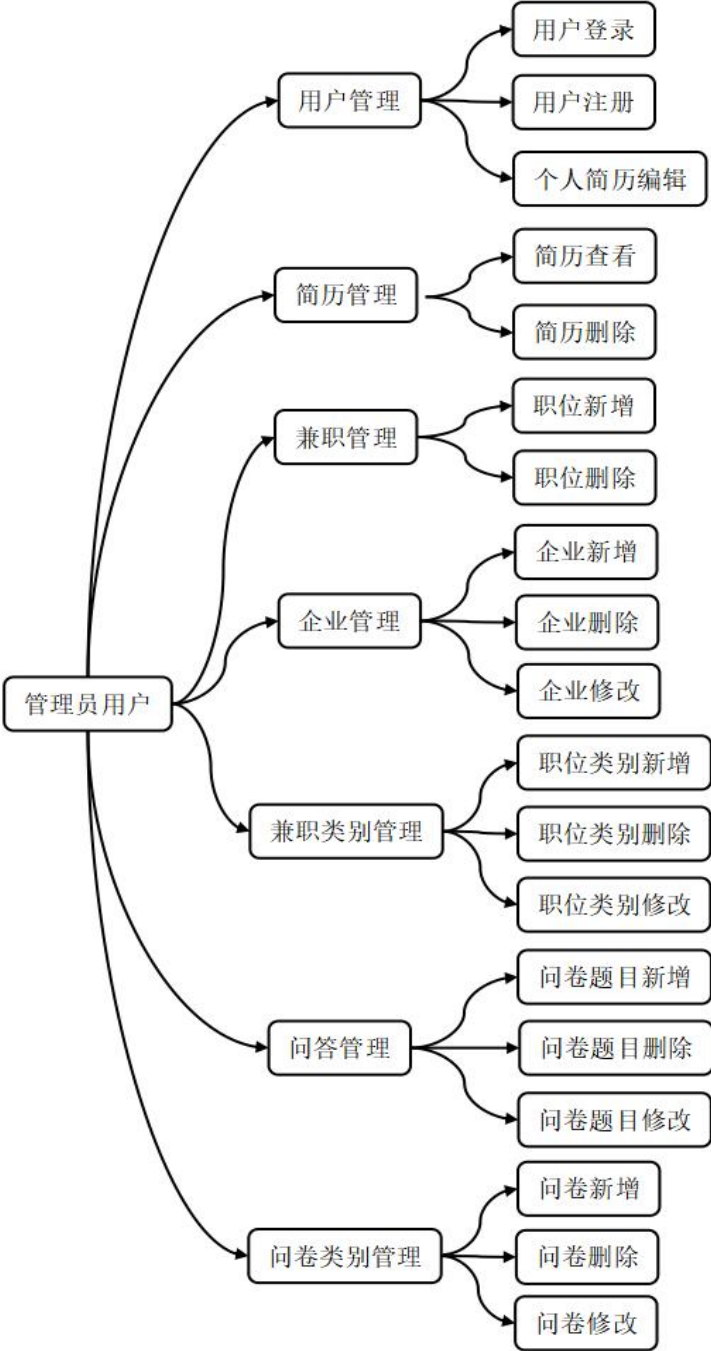 管理员用户
用户管理
用户登录
用户注册
个人简历编辑
简历管理
简历查看
简历删除
兼职管理
职位新增
职位删除
企业管理
企业新增
企业删除
企业修改
兼职类别管理
职位类别新增
职位类别删除
职位类别修改
问答管理
问卷题目新增
问卷题目删除
问卷题目修改
问卷类别管理
问卷新增
问卷删除
问卷修改